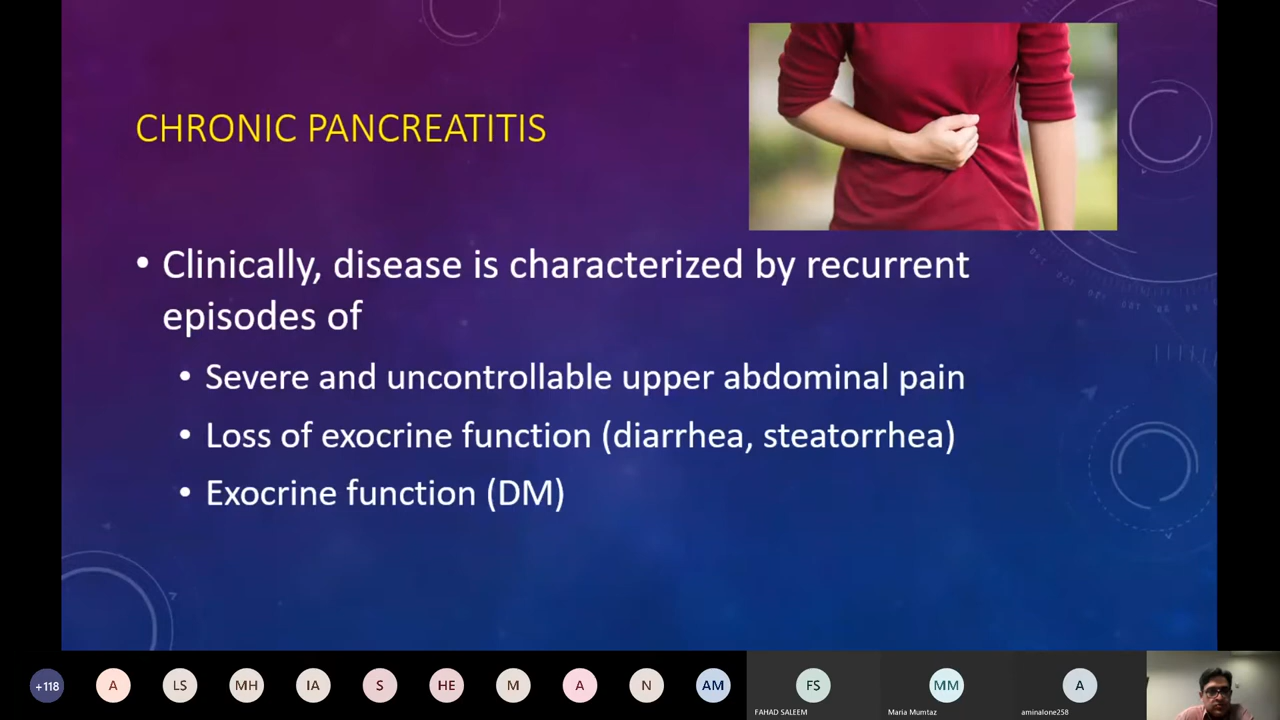 CHRONIC PANCREATITIS
• Clinically, disease is characterized by recurrent
episodes of
• Severe and uncontrollable upper abdominal pain
• Loss of exocrine function (diarrhea, steatorrhea)
• Exocrine function (DM)
+118 A LS MH IA S HE M A N AM FS MM A
FAHAD SALEEM Maria Mumtaz aminalone258